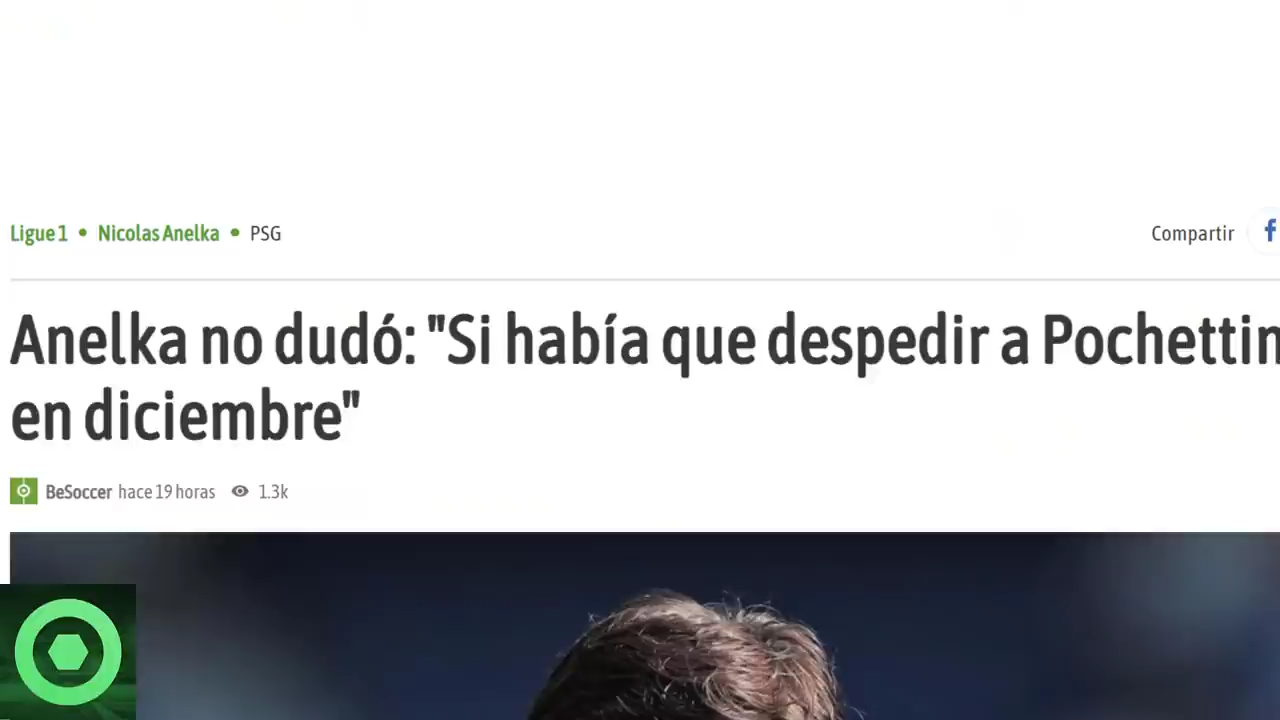 Ligue 1 • Nicolas Anelka • PSG
Compartir
Anelka no dudó: "Si había que despedir a Pochettin
en diciembre"
BeSoccer hace 19 horas 1.3k